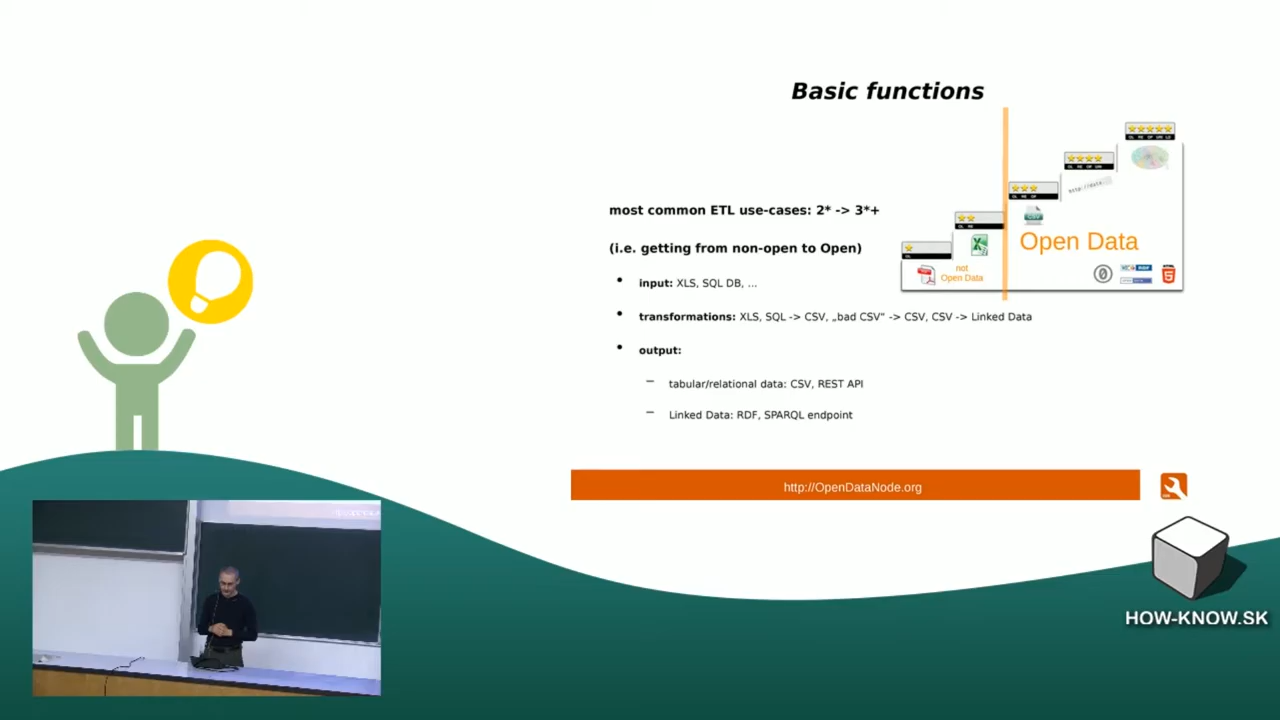 Basic functions
most common ETL use-cases: 2* -> 3*+
(i.e. getting from non-open to Open)
input: XLS, SQL DB, ...
transformations: XLS, SQL -> CSV, „bad CSV“ -> CSV, CSV -> Linked Data
output:
– tabular/relational data: CSV, REST API
– Linked Data: RDF, SPARQL endpoint
CSV
Open Data
not
Open Data
http://OpenDataNode.org
HOW-KNOW.SK